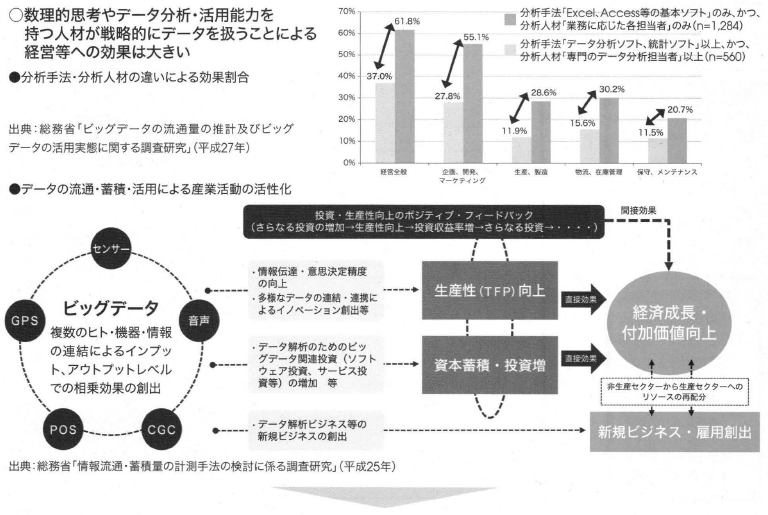 ○数理的思考やデータ分析・活用能力を
持つ人材が戦略的にデータを扱うことによる
経営等への効果は大きい
●分析手法・分析人材の違いによる効果割合
出典：総務省「ビッグデータの流通量の推計及びビッグ
データの活用実態に関する調査研究」（平成27年）
70%
60%
50%
40%
30%
20%
10%
0%
分析手法「Excel、Access等の基本ソフト」のみ、かつ、
分析人材「業務に応じた各担当者」のみ（n=1,284）
分析手法「データ分析ソフト、統計ソフト」以上、かつ、
分析人材「専門のデータ分析担当者」以上（n=560）
37.0%
61.8%
27.8%
55.1%
11.9%
28.6%
15.6%
30.2%
11.5%
20.7%
経営全般
企画、開発、
マーケティング
生産、製造
物流、在庫管理
保守、メンテナンス
●データの流通・蓄積・活用による産業活動の活性化
投資・生産性向上のポジティブ・フィードバック
（さらなる投資の増加→生産性向上→投資収益率増→さらなる投資→・・・・）
間接効果
センサー
GPS
音声
POS
CGC
ビッグデータ
複数のヒト・機器・情報
の連結によるインプッ
ト、アウトプットレベル
での相乗効果の創出
・情報伝達・意思決定精度
の向上
・多様なデータの連結・連携に
よるイノベーション創出等
・データ解析のためのビッ
グデータ関連投資（ソフト
ウェア投資、サービス投
資等）の増加　等
・データ解析ビジネス等の
新規ビジネスの創出
生産性（TFP）向上
資本蓄積・投資増
直接効果
直接効果
経済成長・
付加価値向上
非生産セクターから生産セクターへの
リソースの再配分
新規ビジネス・雇用創出
出典：総務省「情報流通・蓄積量の計測手法の検討に係る調査研究」（平成25年）